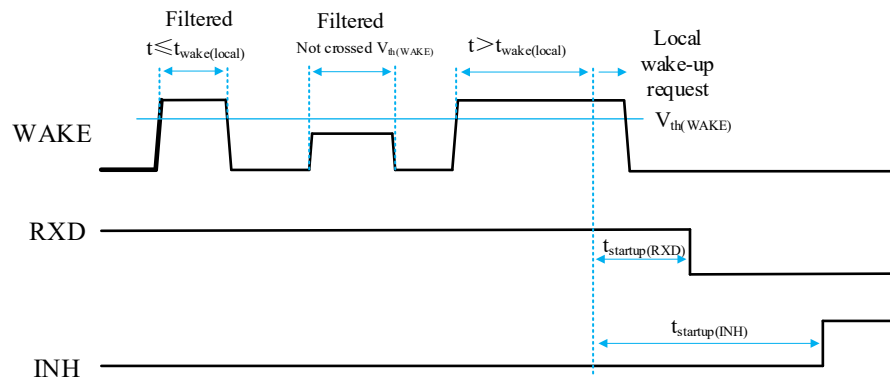 Filtered
t≤twake(local)
Filtered
Not crossed Vth(WAKE)
t>twake(local)
Local
wake-up
request
Vth(WAKE)
WAKE
RXD
tstartup(RXD)
tstartup(INH)
INH